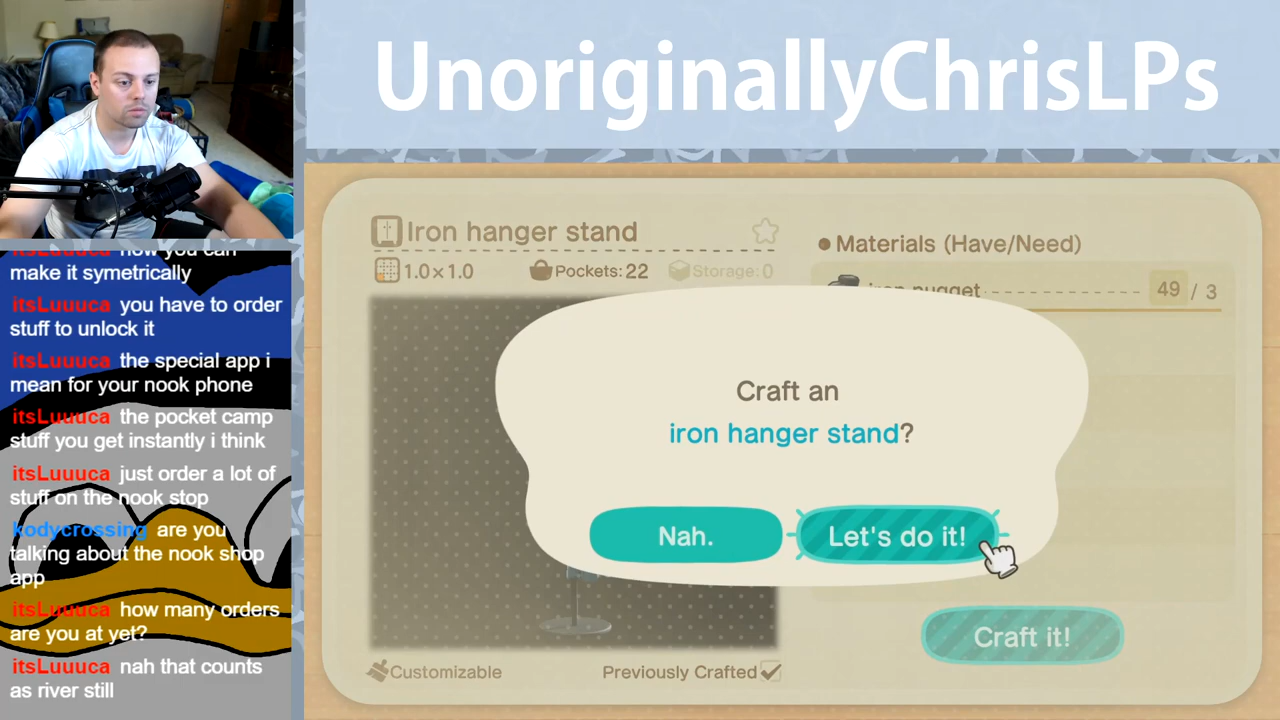 UnoriginallyChrisLPs
make it symetrically
itsLuuuca you have to order
stuff to unlock it
itsLuuuca the special app i
mean for your nook phone
itsLuuuca the pocket camp
stuff you get instantly i think
itsLuuuca just order a lot of
stuff on the nook stop
kodycrossing are you
talking about the nook shop
app
itsLuuuca how many orders
are you at yet?
itsLuuuca nah that counts
as river still
Iron hanger stand
1.0×1.0
Pockets: 22
Storage: 0
Materials (Have/Need)
iron nugget 49 / 3
Craft an
iron hanger stand?
Nah.
Let's do it!
Craft it!
Customizable
Previously Crafted